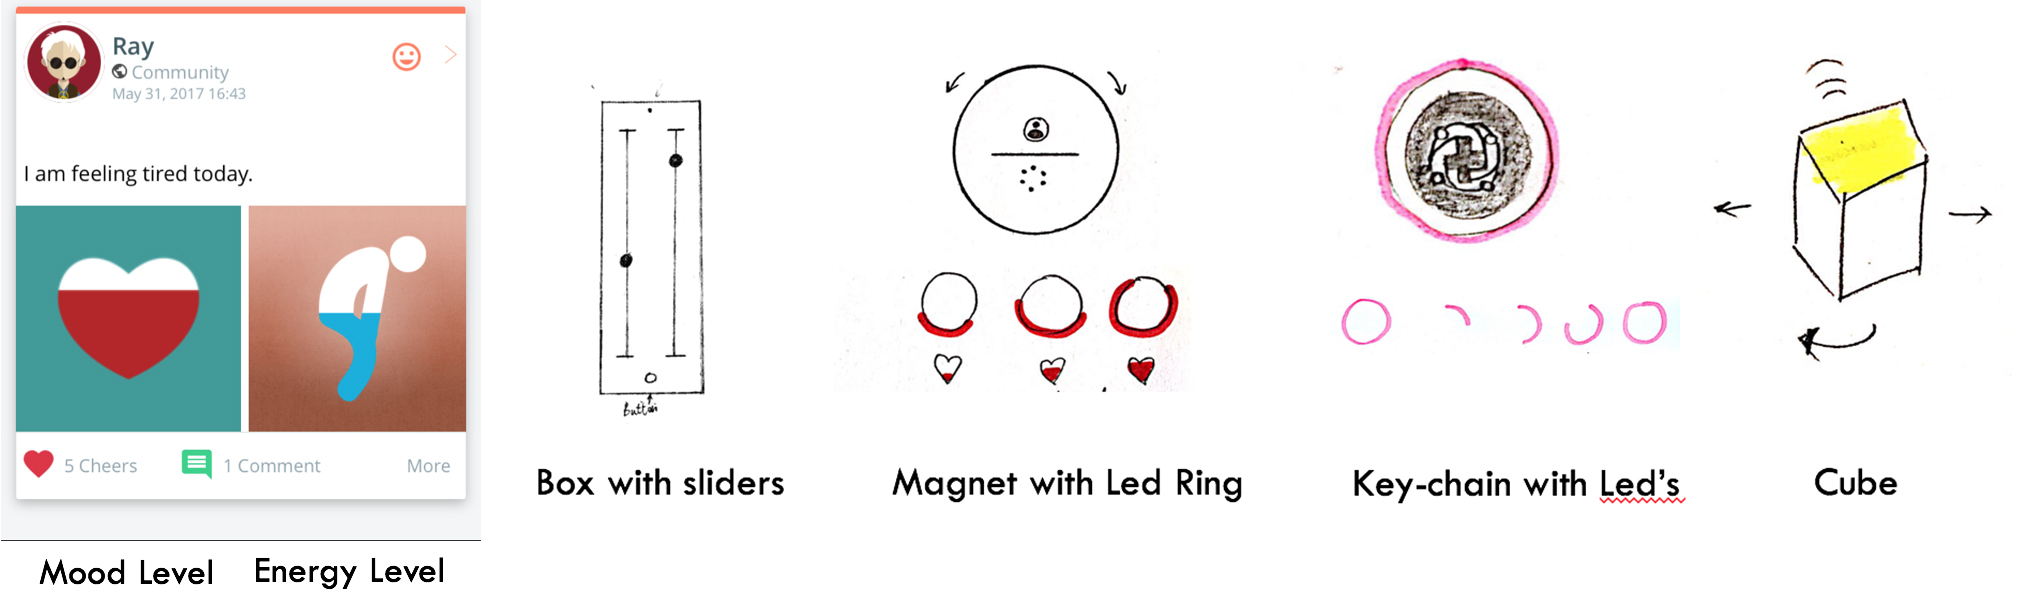 Ray
Community
May 31, 2017 16:43
I am feeling tired today.
5 Cheers
1 Comment
More
Mood Level
Energy Level
Button
Box with sliders
Magnet with Led Ring
Key-chain with Led's
Cube